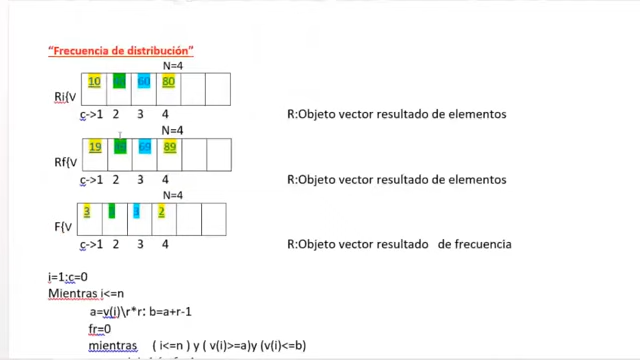 “Frecuencia de distribución”
N=4
10 60 80
Ri{V
c->1 2 3 4 R:Objeto vector resultado de elementos
N=4
19 69 89
Rf{V
c->1 2 3 4 R:Objeto vector resultado de elementos
N=4
3 3 2
F{V
c->1 2 3 4 R:Objeto vector resultado de frecuencia
i=1:c=0
Mientras i<=n
a=v(i)\r*r: b=a+r-1
fr=0
mientras ( i<=n ) y ( v(i)>=a)y (v(i)<=b)